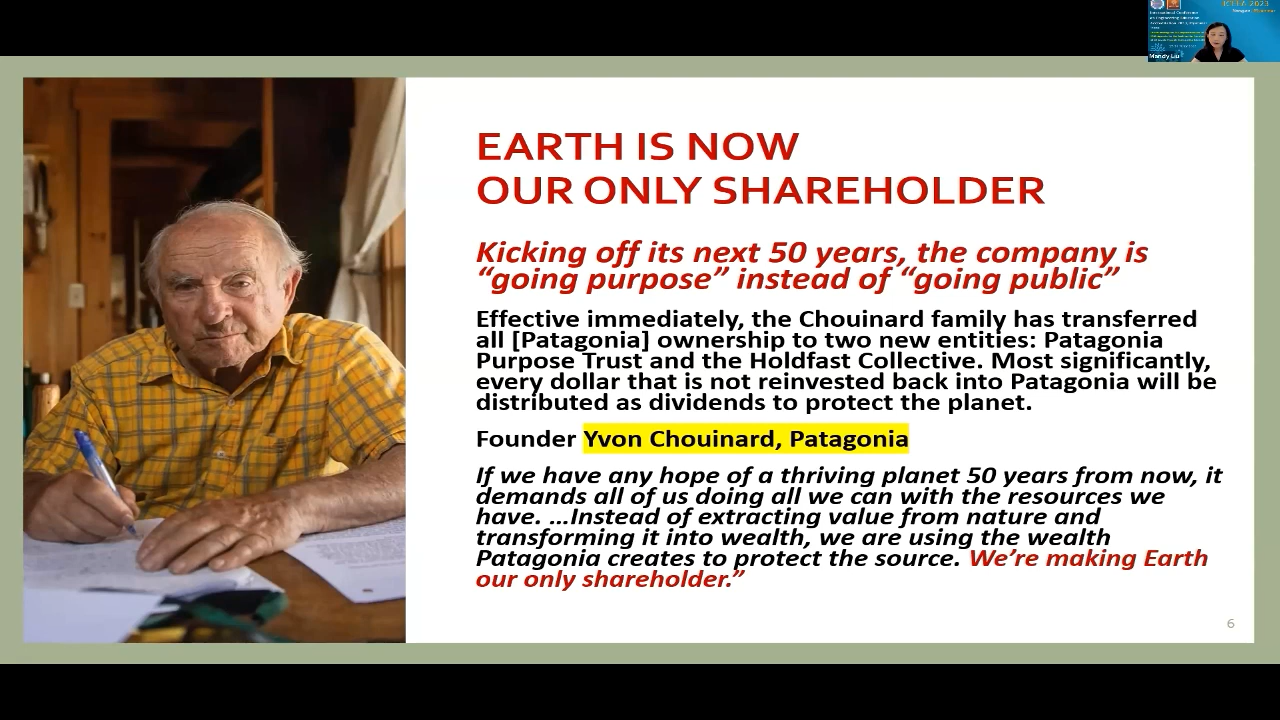 ICEEA 2023
International Conference
Mandy Liu
EARTH IS NOW
OUR ONLY SHAREHOLDER
Kicking off its next 50 years, the company is
“going purpose” instead of “going public”
Effective immediately, the Chouinard family has transferred
all [Patagonia] ownership to two new entities: Patagonia
Purpose Trust and the Holdfast Collective. Most significantly,
every dollar that is not reinvested back into Patagonia will be
distributed as dividends to protect the planet.
Founder Yvon Chouinard, Patagonia
If we have any hope of a thriving planet 50 years from now, it
demands all of us doing all we can with the resources we
have. …Instead of extracting value from nature and
transforming it into wealth, we are using the wealth
Patagonia creates to protect the source. We’re making Earth
our only shareholder.”
6